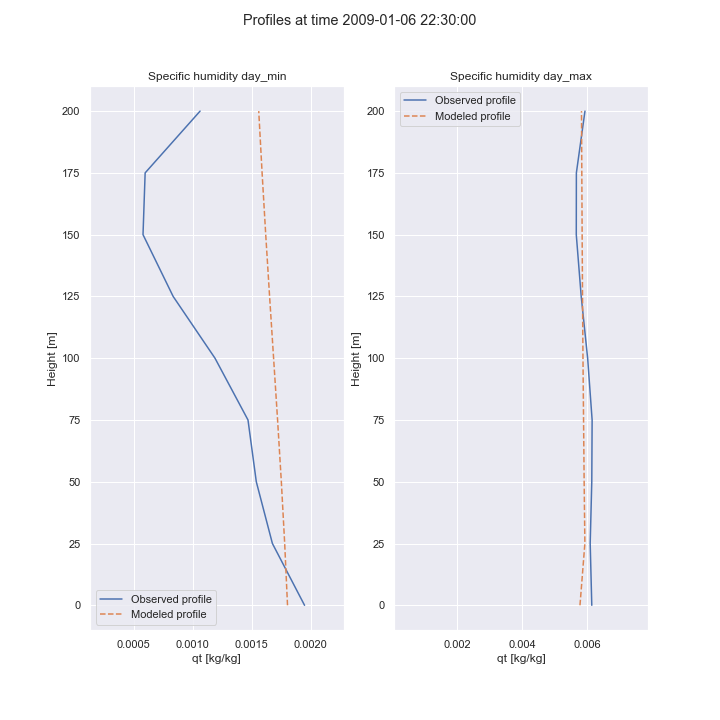 Profiles at time 2009-01-06 22:30:00
Specific humidity day_min
200
175
150
125
100
75
50
25
0
Height [m]
Observed profile
Modeled profile
0.0005 0.0010 0.0015 0.0020
qt [kg/kg]
Specific humidity day_max
Observed profile
Modeled profile
200
175
150
125
100
75
50
25
0
Height [m]
0.002 0.004 0.006
qt [kg/kg]